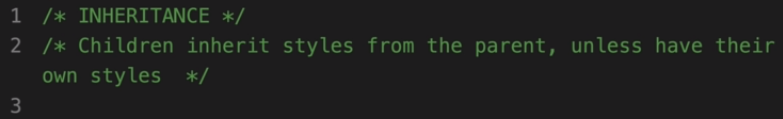 1 /* INHERITANCE */
2 /* Children inherit styles from the parent, unless have their
own styles  */
3